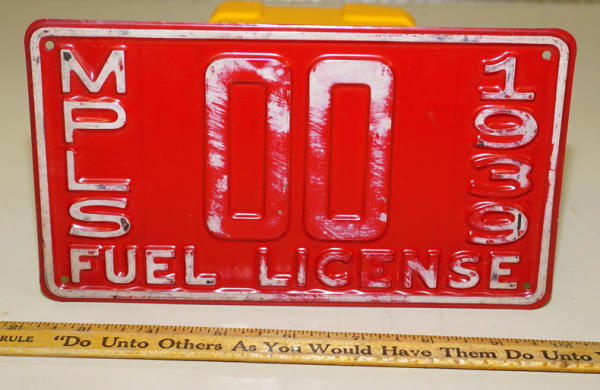 MPLS
00
1939
FUEL LICENSE
RULE "Do Unto Others As You Would Have Them Do Unto